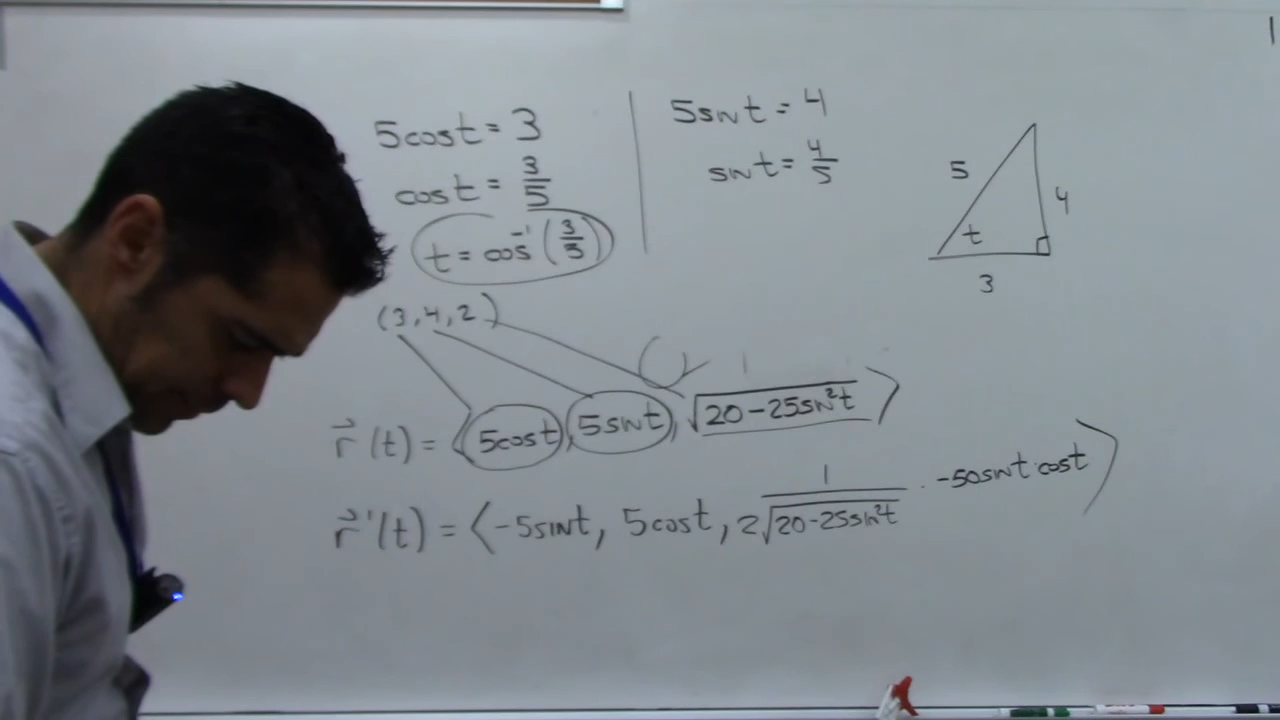 5cost = 3
cost = 3/5
t = cos⁻¹(3/5)
5sint = 4
sint = 4/5
5
4
t
3
(3,4,2)
r⃗(t) = ⟨5cost, 5sint, √(20-25sin²t)⟩
r⃗'(t) = ⟨-5sint, 5cost, 1/(2√(20-25sin²t)) · -50sint·cost⟩